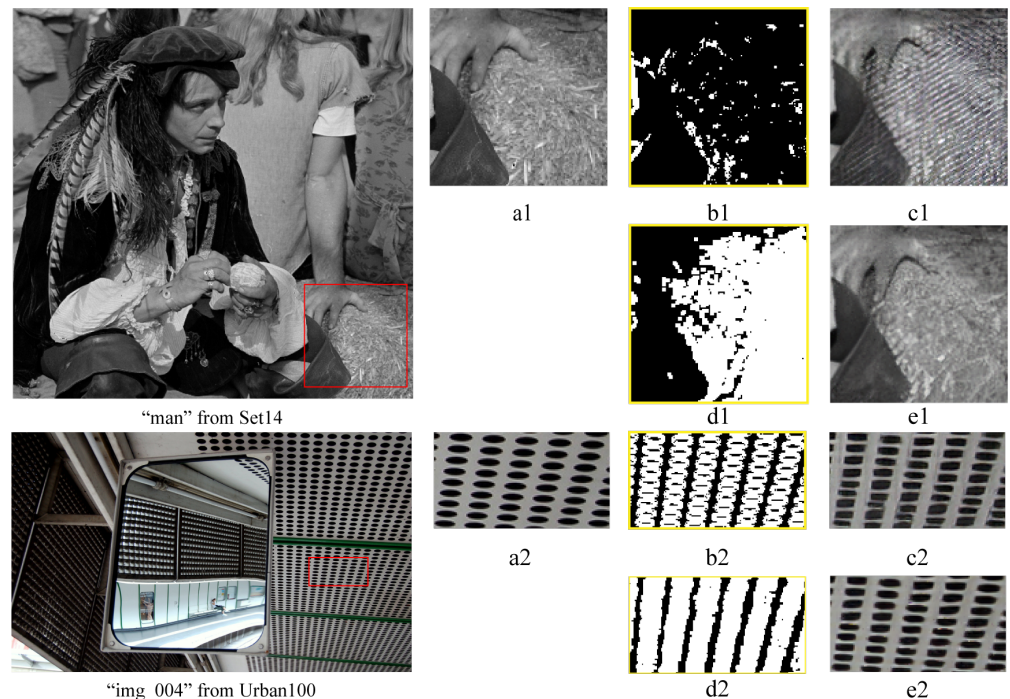 a1
b1
c1
d1
e1
“man” from Set14
a2
b2
c2
d2
e2
“img_004” from Urban100